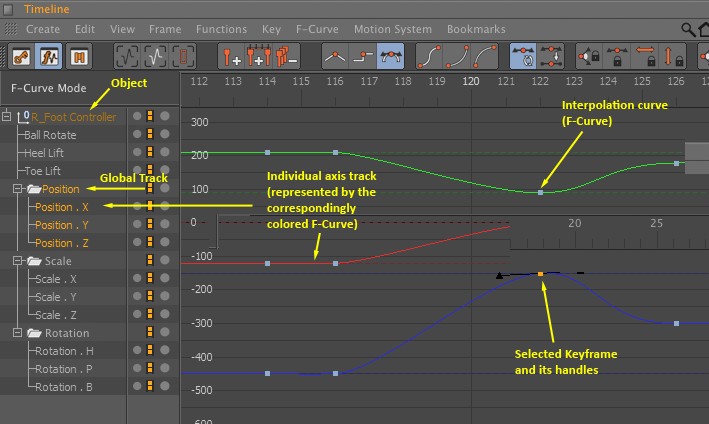 Timeline
Create Edit View Frame Functions Key F-Curve Motion System Bookmarks
F-Curve Mode
112 113 114 115 116 117 118 119 120 121 122 123 124 125 126
Object
R_Foot Controller
Ball Rotate
Heel Lift
Toe Lift
Global Track
Position
Position . X
Position . Y
Position . Z
Scale
Scale . X
Scale . Y
Scale . Z
Rotation
Rotation . H
Rotation . P
Rotation . B
300
200
100
0
-100
-200
-300
-400
-500
-600
Interpolation curve
(F-Curve)
Individual axis track
(represented by the
correspondingly
colored F-Curve)
20 25
Selected Keyframe
and its handles